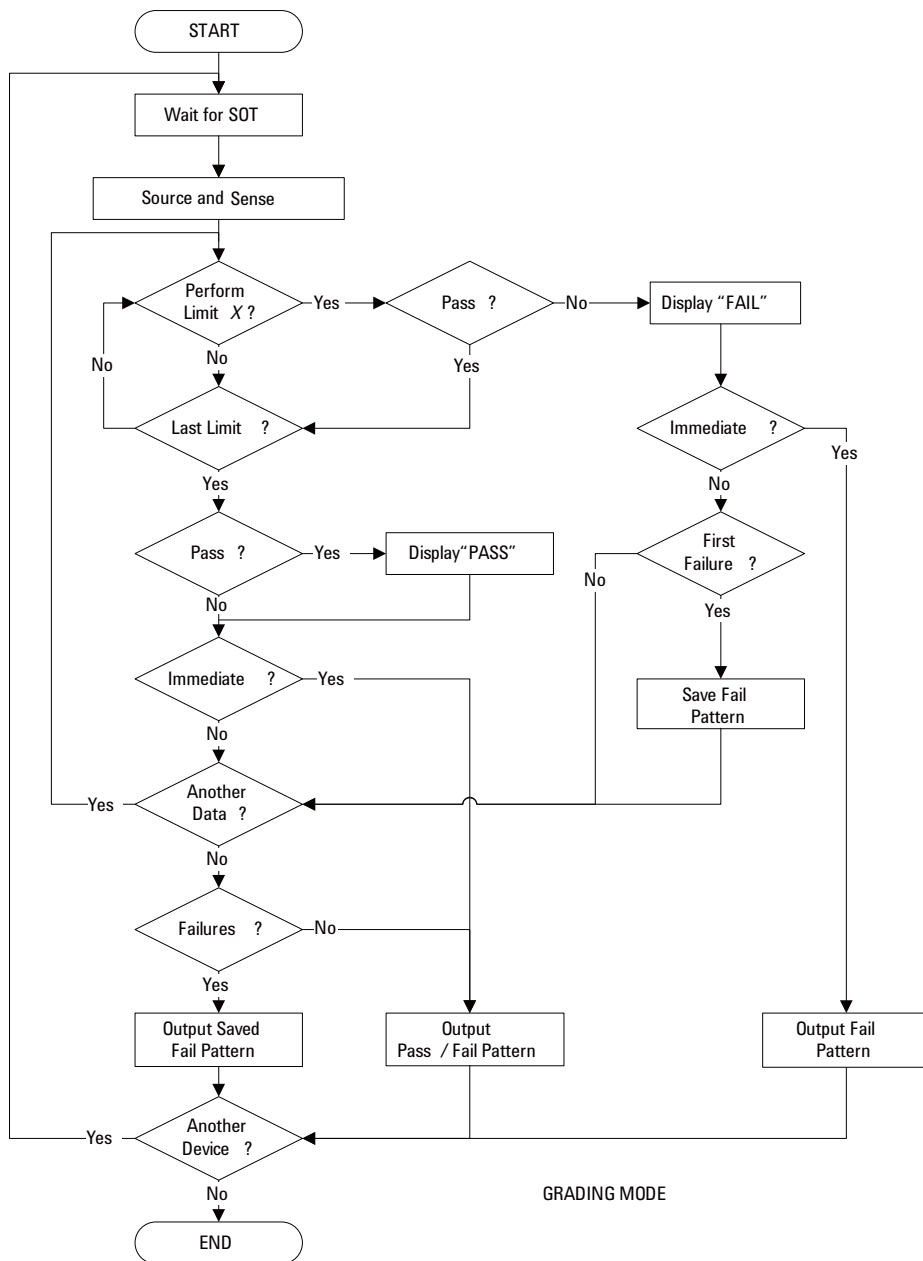 START
Wait for SOT
Source and Sense
Perform
Limit X ?
Yes
Pass ?
No
Display "FAIL"
No
No
Yes
Last Limit ?
Immediate ?
Yes
Yes
No
Pass ?
Yes
Display"PASS"
First
Failure ?
No
No
Yes
Immediate ?
Yes
Save Fail
Pattern
No
Yes
Another
Data ?
No
Failures ?
No
Yes
Output Saved
Fail Pattern
Output
Pass / Fail Pattern
Output Fail
Pattern
Yes
Another
Device ?
No
GRADING MODE
END